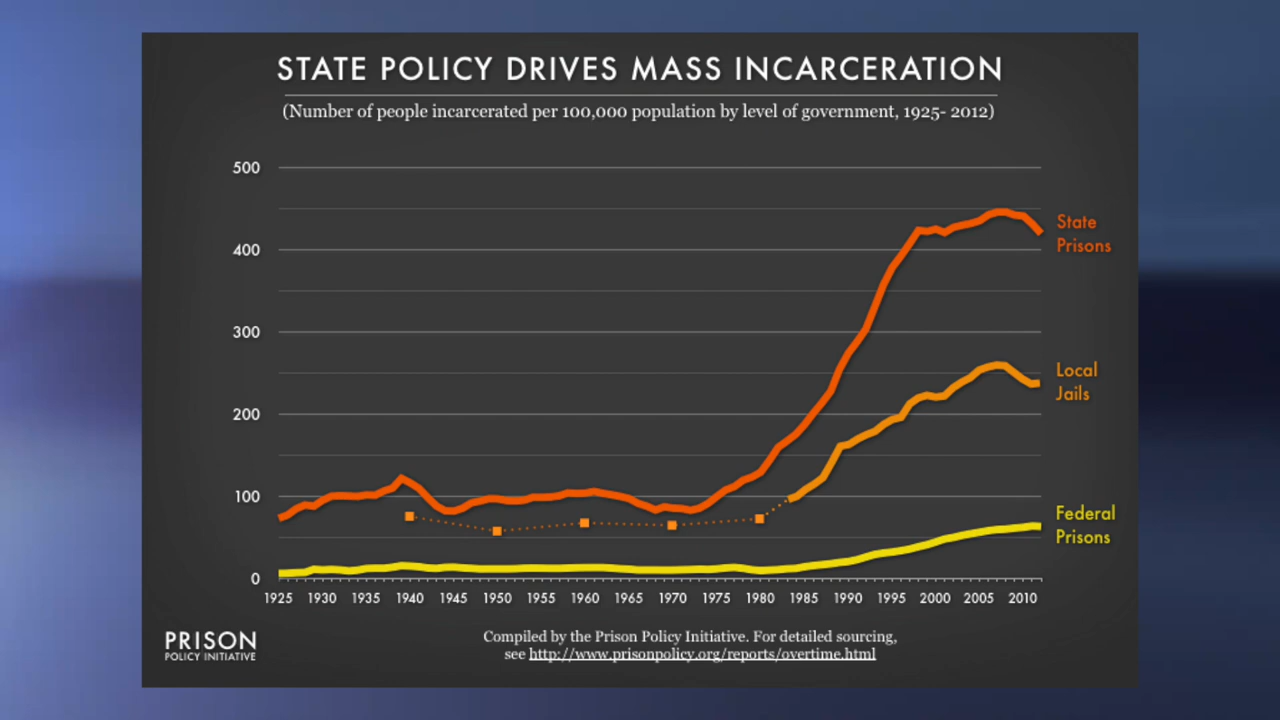 STATE POLICY DRIVES MASS INCARCERATION
(Number of people incarcerated per 100,000 population by level of government, 1925- 2012)
500
400
300
200
100
0
State
Prisons
Local
Jails
Federal
Prisons
1925 1930 1935 1940 1945 1950 1955 1960 1965 1970 1975 1980 1985 1990 1995 2000 2005 2010
PRISON
POLICY INITIATIVE
Compiled by the Prison Policy Initiative. For detailed sourcing,
see http://www.prisonpolicy.org/reports/overtime.html